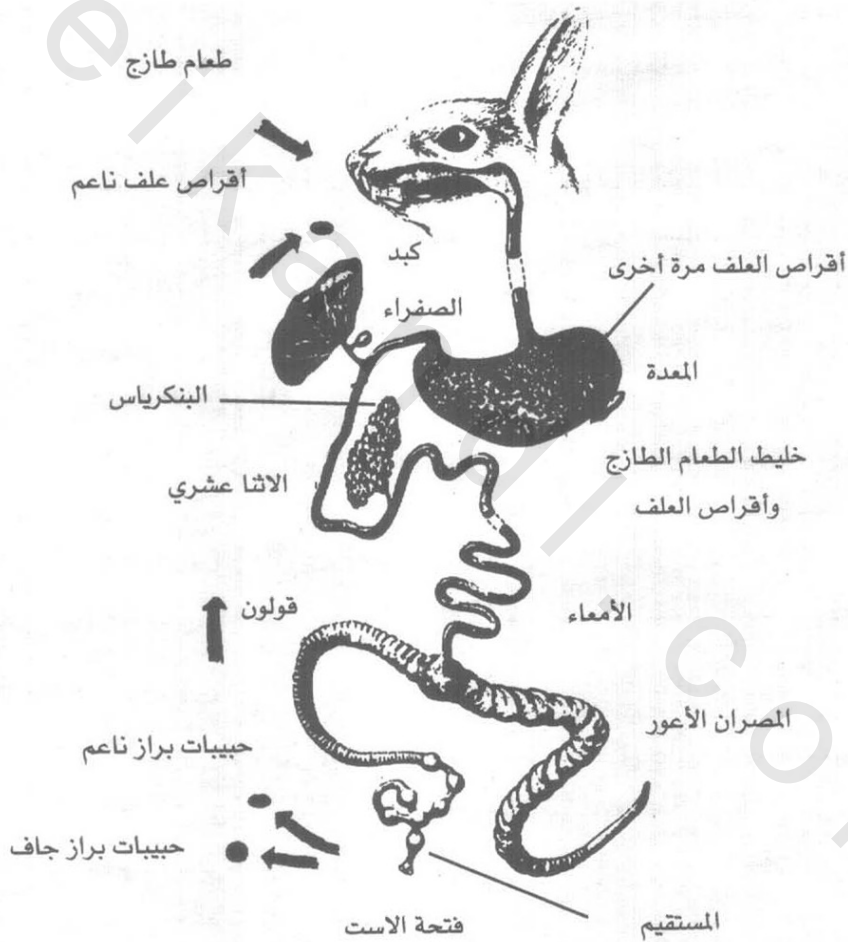 طعام طازج
أقراص علف ناعم
كبد
أقراص العلف مرة أخرى
الصفراء
المعدة
البنكرياس
خليط الطعام الطازج
وأقراص العلف
الاثنا عشري
قولون
الأمعاء
المصران الأعور
حبيبات براز ناعم
حبيبات براز جاف
المستقيم
فتحة الاست